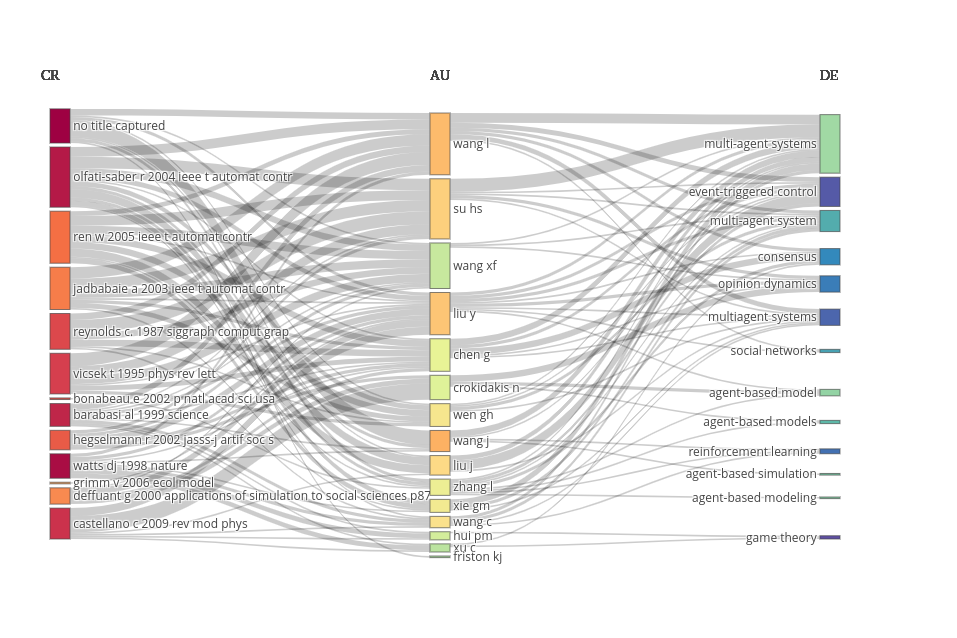 CR
AU
DE
no title captured
olfati-saber r 2004 ieee t automat contr
ren w 2005 ieee t automat contr
jadbabaie a 2003 ieee t automat contr
reynolds c. 1987 siggraph comput grap
vicsek t 1995 phys rev lett
bonabeau e 2002 p natl acad sci usa
barabasi al 1999 science
hegselmann r 2002 jasss-j artif soc s
watts dj 1998 nature
grimm v 2006 ecol model
deffuant g 2000 applications of simulation to social sciences p87
castellano c 2009 rev mod phys
wang l
su hs
wang xf
liu y
chen g
crokidakis n
wen gh
wang j
liu j
zhang l
xie gm
wang c
hui pm
xu c
friston kj
multi-agent systems
event-triggered control
multi-agent system
consensus
opinion dynamics
multiagent systems
social networks
agent-based model
agent-based models
reinforcement learning
agent-based simulation
agent-based modeling
game theory